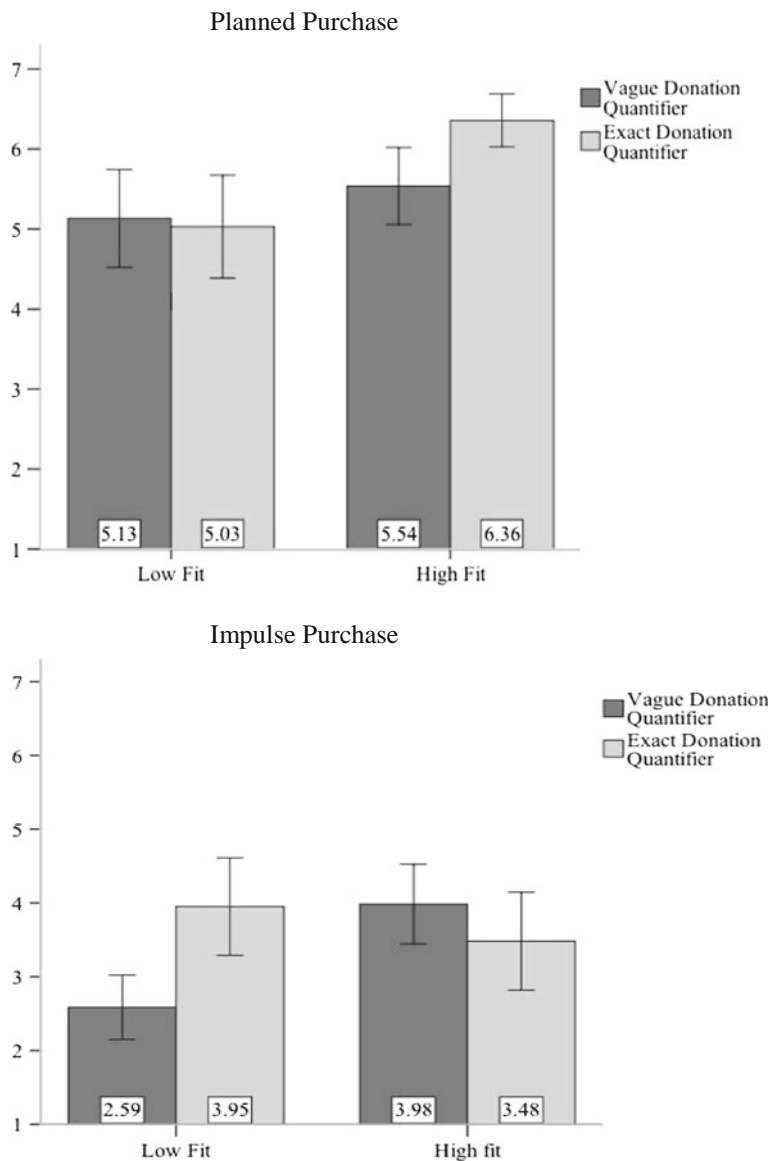 Planned Purchase
7
6
5
4
3
2
1
Vague Donation
Quantifier
Exact Donation
Quantifier
5.13 5.03 5.54 6.36
Low Fit High Fit
Impulse Purchase
7
6
5
4
3
2
1
Vague Donation
Quantifier
Exact Donation
Quantifier
2.59 3.95 3.98 3.48
Low Fit High fit